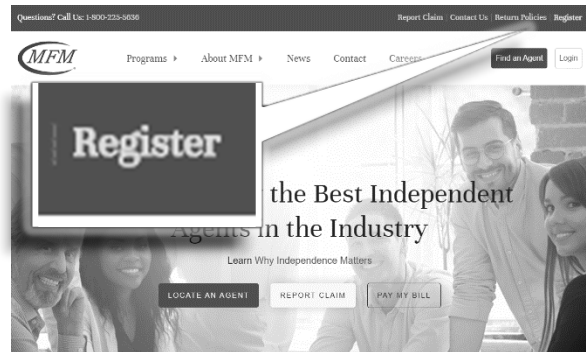 Questions? Call Us: 1-800-225-5636
Report Claim | Contact Us | Return Policies | Register
MFM
Programs
About MFM
News
Contact
Careers
Find an Agent
Login
Register
the Best Independent
Agents in the Industry
Learn Why Independence Matters
LOCATE AN AGENT
REPORT CLAIM
PAY MY BILL